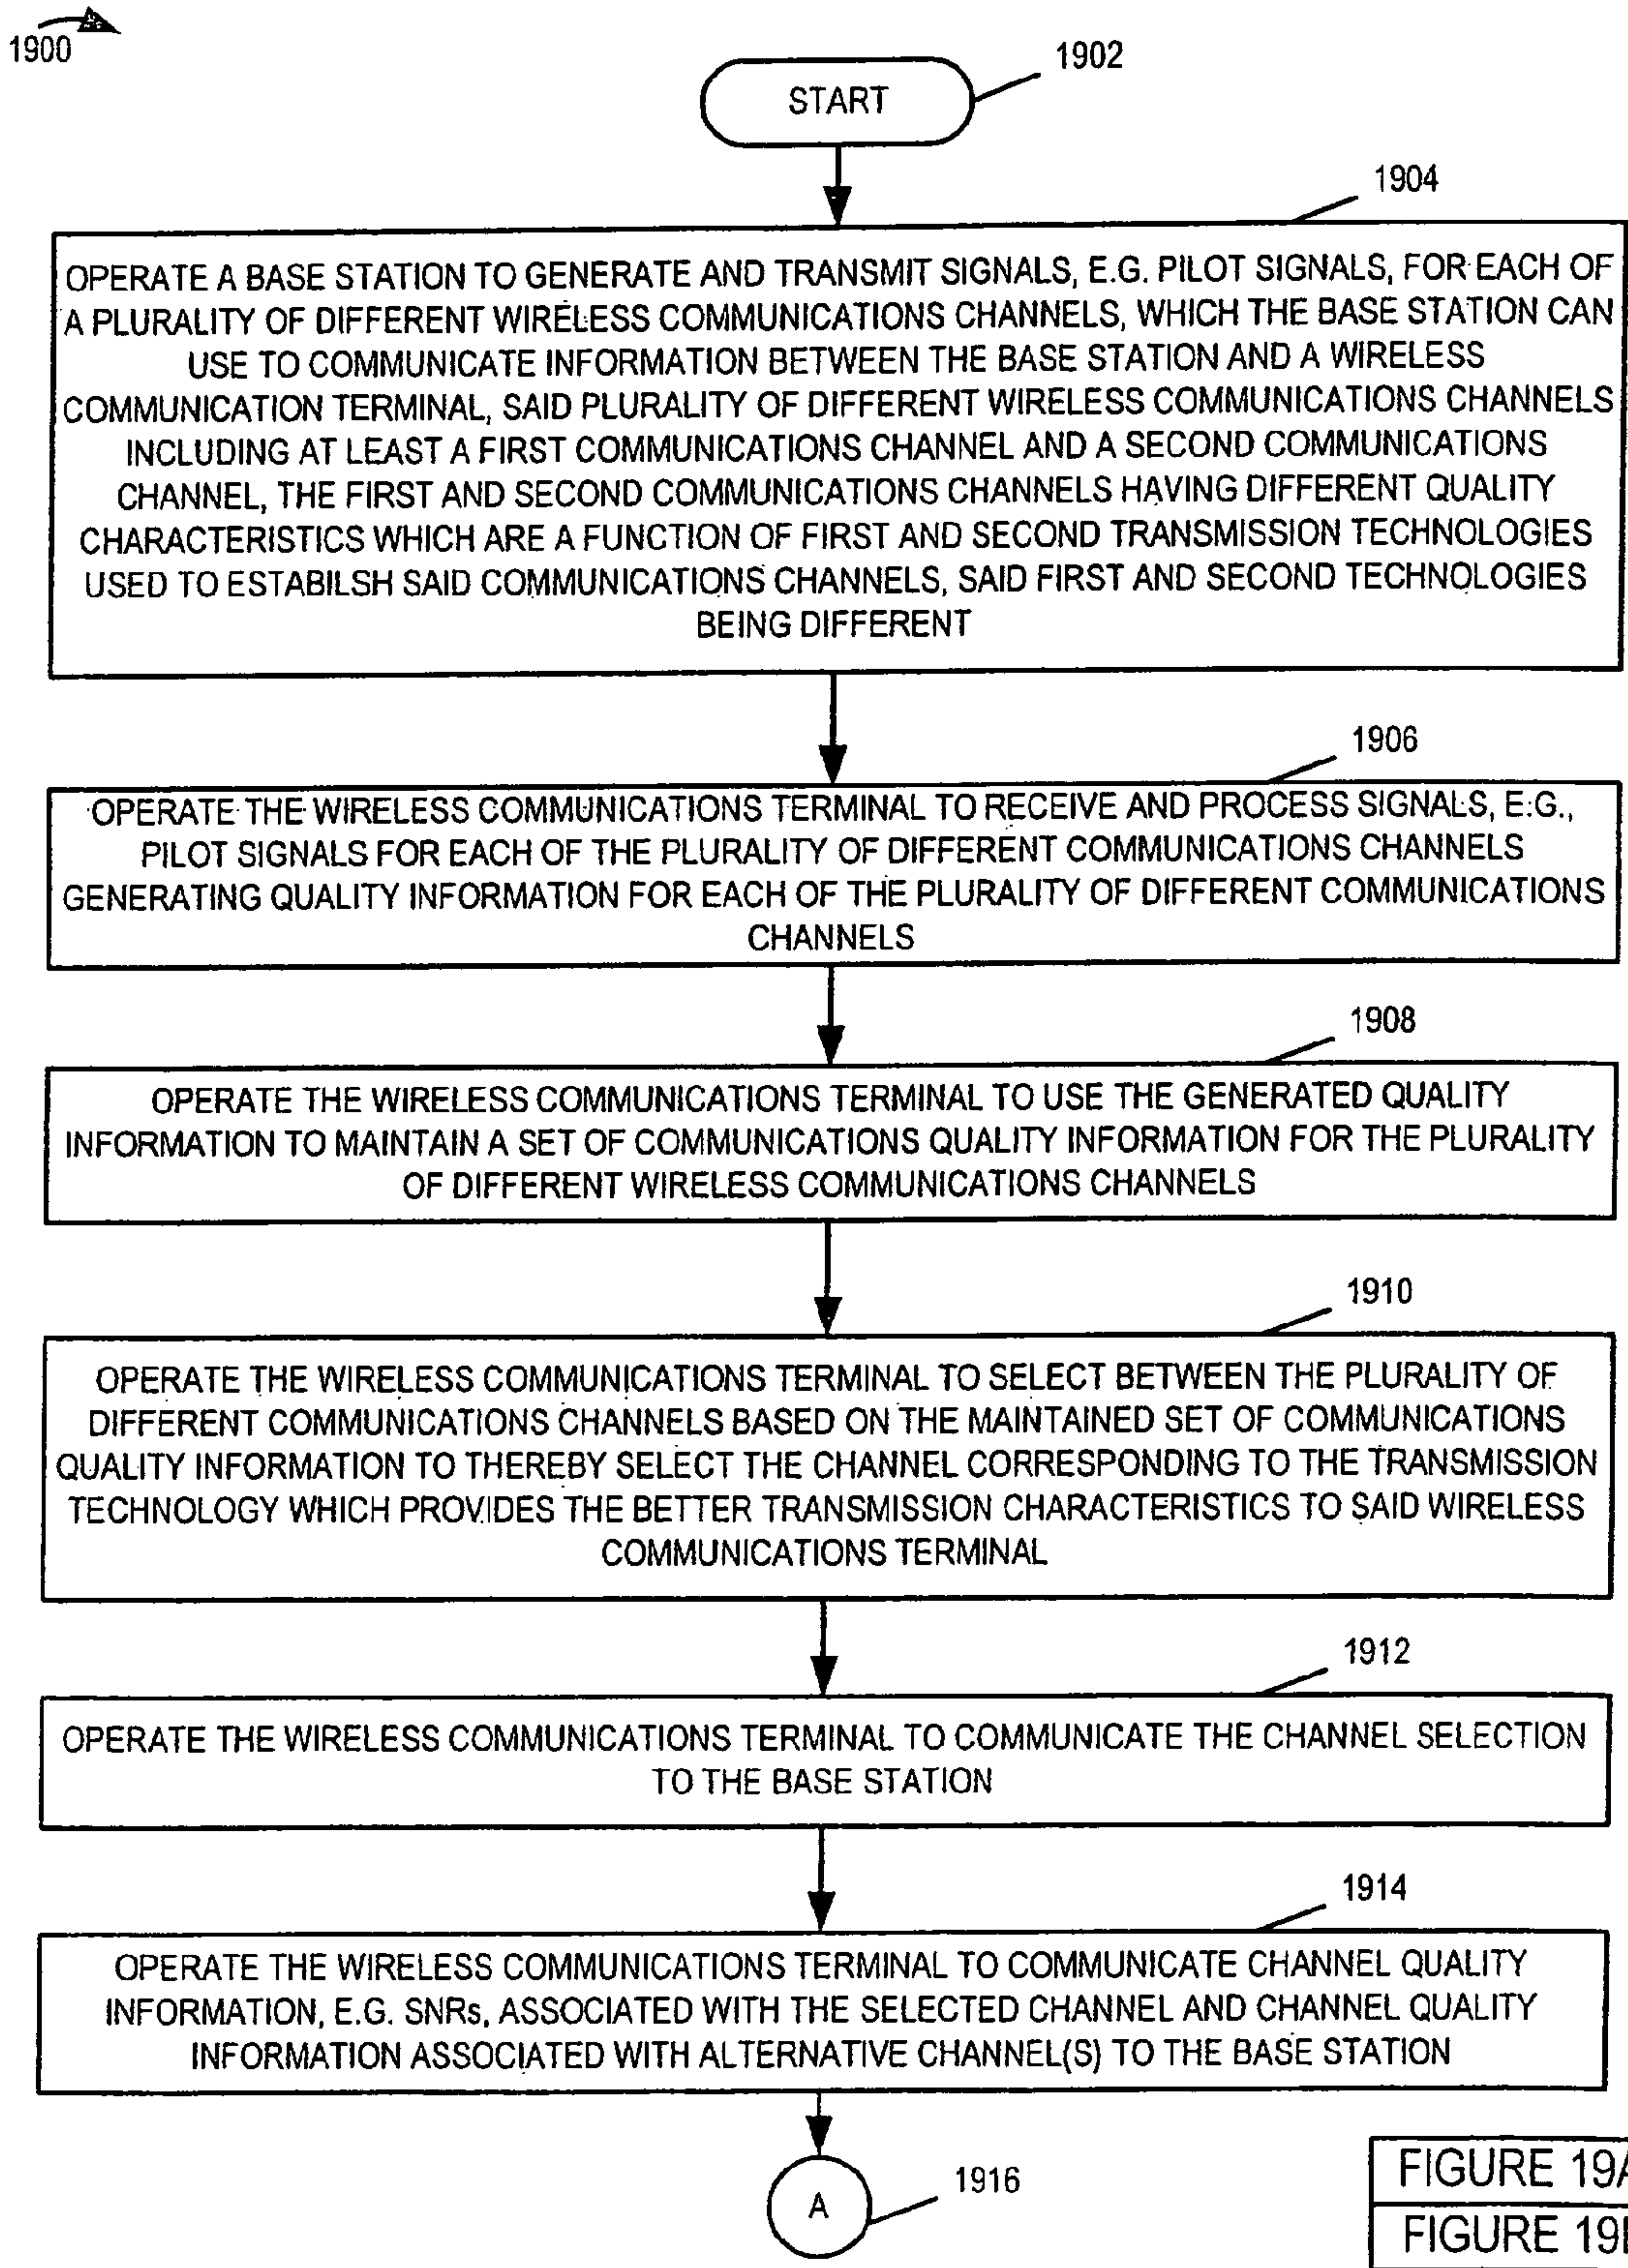 1900
1902
START
1904
OPERATE A BASE STATION TO GENERATE AND TRANSMIT SIGNALS, E.G. PILOT SIGNALS, FOR EACH OF
A PLURALITY OF DIFFERENT WIRELESS COMMUNICATIONS CHANNELS, WHICH THE BASE STATION CAN
USE TO COMMUNICATE INFORMATION BETWEEN THE BASE STATION AND A WIRELESS
COMMUNICATION TERMINAL, SAID PLURALITY OF DIFFERENT WIRELESS COMMUNICATIONS CHANNELS
INCLUDING AT LEAST A FIRST COMMUNICATIONS CHANNEL AND A SECOND COMMUNICATIONS
CHANNEL, THE FIRST AND SECOND COMMUNICATIONS CHANNELS HAVING DIFFERENT QUALITY
CHARACTERISTICS WHICH ARE A FUNCTION OF FIRST AND SECOND TRANSMISSION TECHNOLOGIES
USED TO ESTABILSH SAID COMMUNICATIONS CHANNELS, SAID FIRST AND SECOND TECHNOLOGIES
BEING DIFFERENT
1906
OPERATE THE WIRELESS COMMUNICATIONS TERMINAL TO RECEIVE AND PROCESS SIGNALS, E.G.,
PILOT SIGNALS FOR EACH OF THE PLURALITY OF DIFFERENT COMMUNICATIONS CHANNELS
GENERATING QUALITY INFORMATION FOR EACH OF THE PLURALITY OF DIFFERENT COMMUNICATIONS
CHANNELS
1908
OPERATE THE WIRELESS COMMUNICATIONS TERMINAL TO USE THE GENERATED QUALITY
INFORMATION TO MAINTAIN A SET OF COMMUNICATIONS QUALITY INFORMATION FOR THE PLURALITY
OF DIFFERENT WIRELESS COMMUNICATIONS CHANNELS
1910
OPERATE THE WIRELESS COMMUNICATIONS TERMINAL TO SELECT BETWEEN THE PLURALITY OF
DIFFERENT COMMUNICATIONS CHANNELS BASED ON THE MAINTAINED SET OF COMMUNICATIONS
QUALITY INFORMATION TO THEREBY SELECT THE CHANNEL CORRESPONDING TO THE TRANSMISSION
TECHNOLOGY WHICH PROVIDES THE BETTER TRANSMISSION CHARACTERISTICS TO SAID WIRELESS
COMMUNICATIONS TERMINAL
1912
OPERATE THE WIRELESS COMMUNICATIONS TERMINAL TO COMMUNICATE THE CHANNEL SELECTION
TO THE BASE STATION
1914
OPERATE THE WIRELESS COMMUNICATIONS TERMINAL TO COMMUNICATE CHANNEL QUALITY
INFORMATION, E.G. SNRs, ASSOCIATED WITH THE SELECTED CHANNEL AND CHANNEL QUALITY
INFORMATION ASSOCIATED WITH ALTERNATIVE CHANNEL(S) TO THE BASE STATION
A
1916
FIGURE 19A
FIGURE 19B